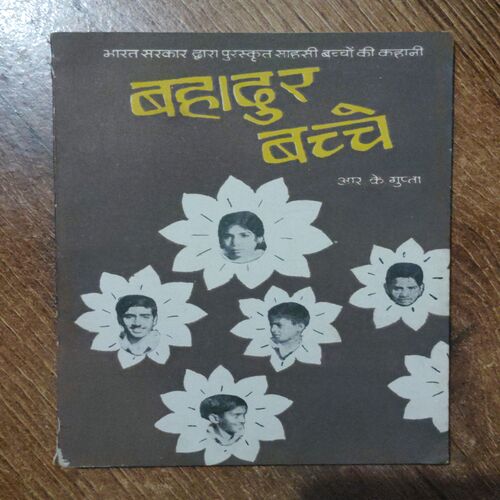 भारत सरकार द्वारा पुरस्कृत साहसी बच्चों की कहानी
बहादुर
बच्चे
आर. के. गुप्ता